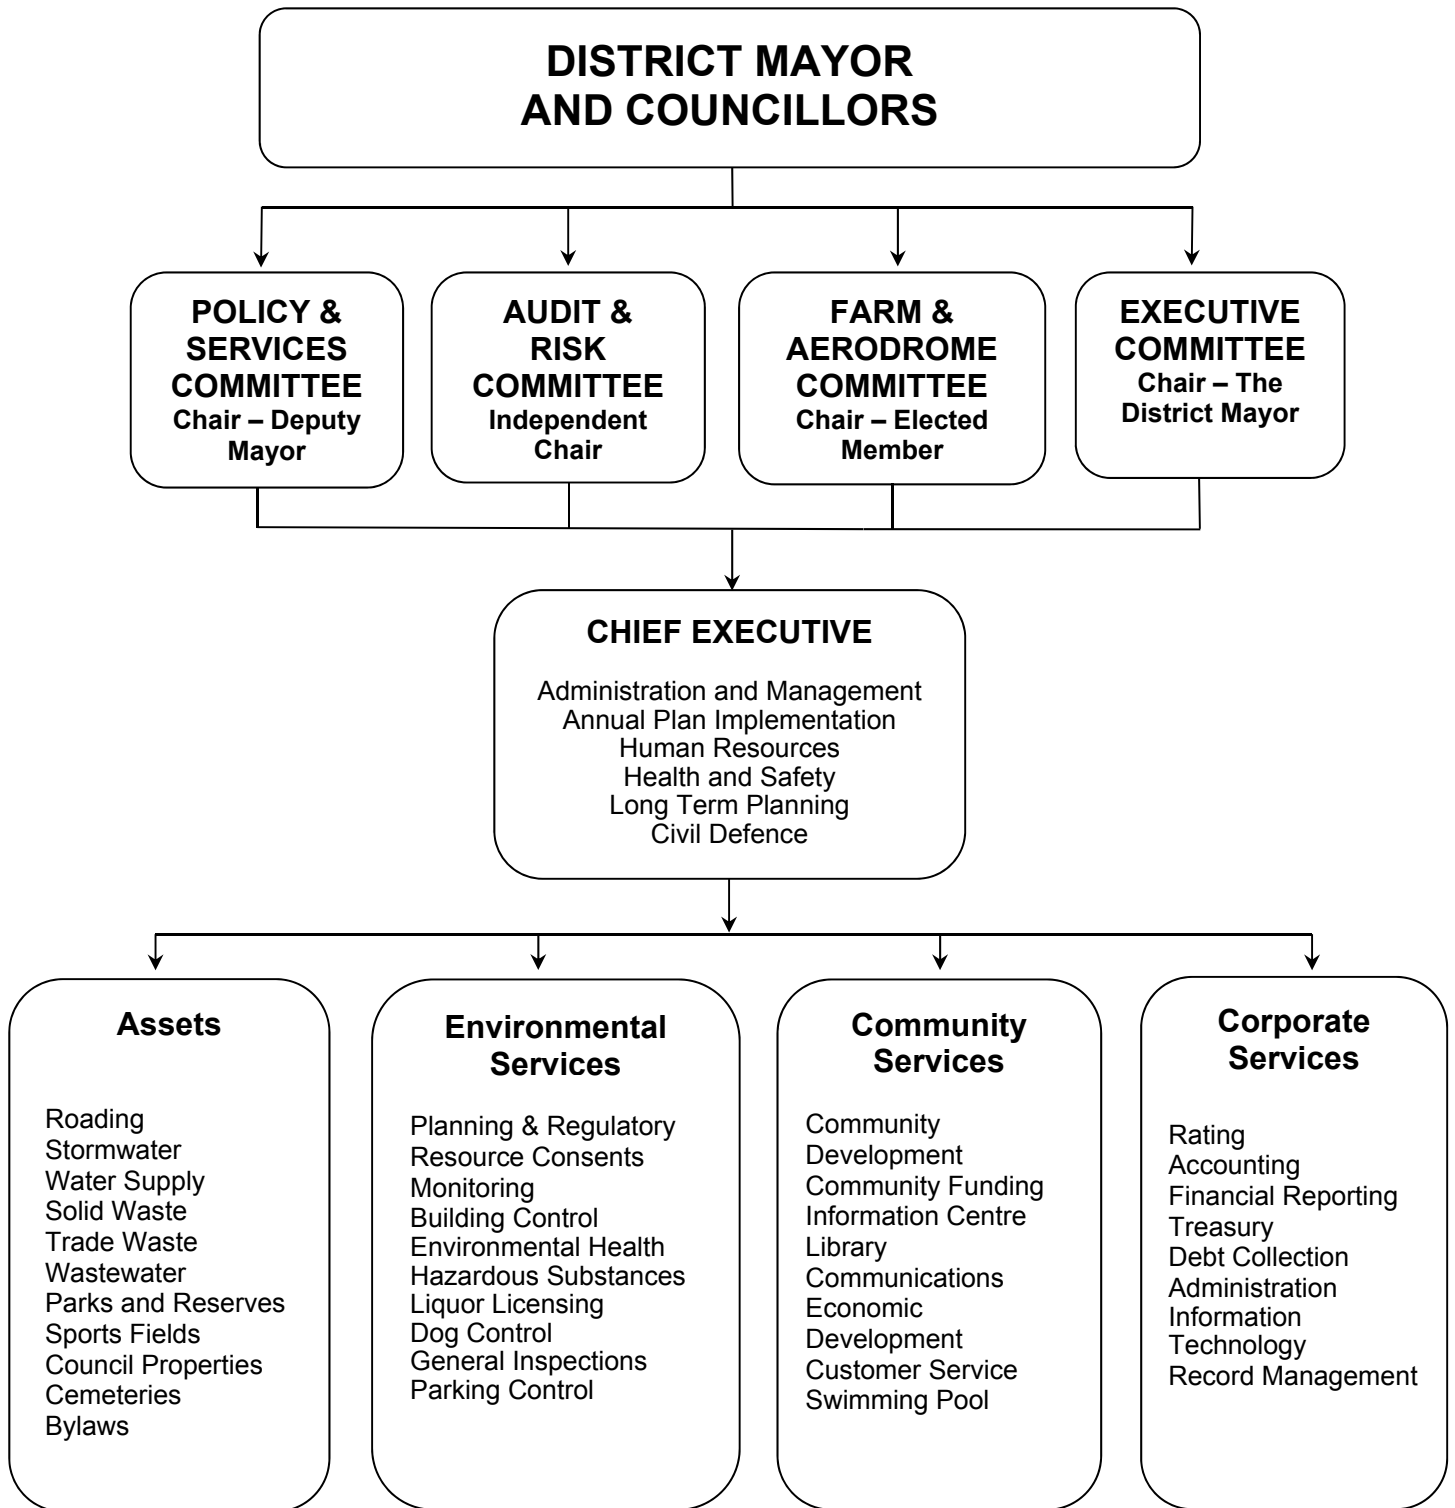 DISTRICT MAYOR
AND COUNCILLORS
POLICY &
SERVICES
COMMITTEE
Chair – Deputy
Mayor
AUDIT &
RISK
COMMITTEE
Independent
Chair
FARM &
AERODROME
COMMITTEE
Chair – Elected
Member
EXECUTIVE
COMMITTEE
Chair – The
District Mayor
CHIEF EXECUTIVE
Administration and Management
Annual Plan Implementation
Human Resources
Health and Safety
Long Term Planning
Civil Defence
Assets
Roading
Stormwater
Water Supply
Solid Waste
Trade Waste
Wastewater
Parks and Reserves
Sports Fields
Council Properties
Cemeteries
Bylaws
Environmental
Services
Planning & Regulatory
Resource Consents
Monitoring
Building Control
Environmental Health
Hazardous Substances
Liquor Licensing
Dog Control
General Inspections
Parking Control
Community
Services
Community
Development
Community Funding
Information Centre
Library
Communications
Economic
Development
Customer Service
Swimming Pool
Corporate
Services
Rating
Accounting
Financial Reporting
Treasury
Debt Collection
Administration
Information
Technology
Record Management